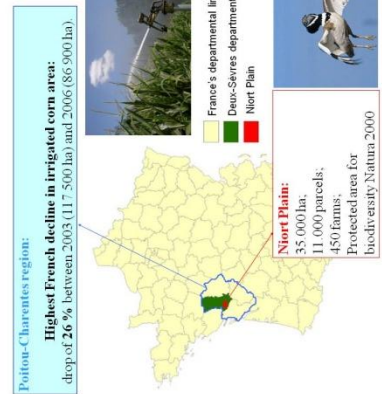 Poitou-Charentes region:
Highest French decline in irrigated corn area:
drop of 26 % between 2003 (117 500 ha) and 2006 (86 900 ha).
France's departmental lin
Deux-Sèvres department
Niort Plain
Niort Plain:
35.000 ha;
11.000 parcels;
450 farms;
Protected area for
biodiversity Natura 2000